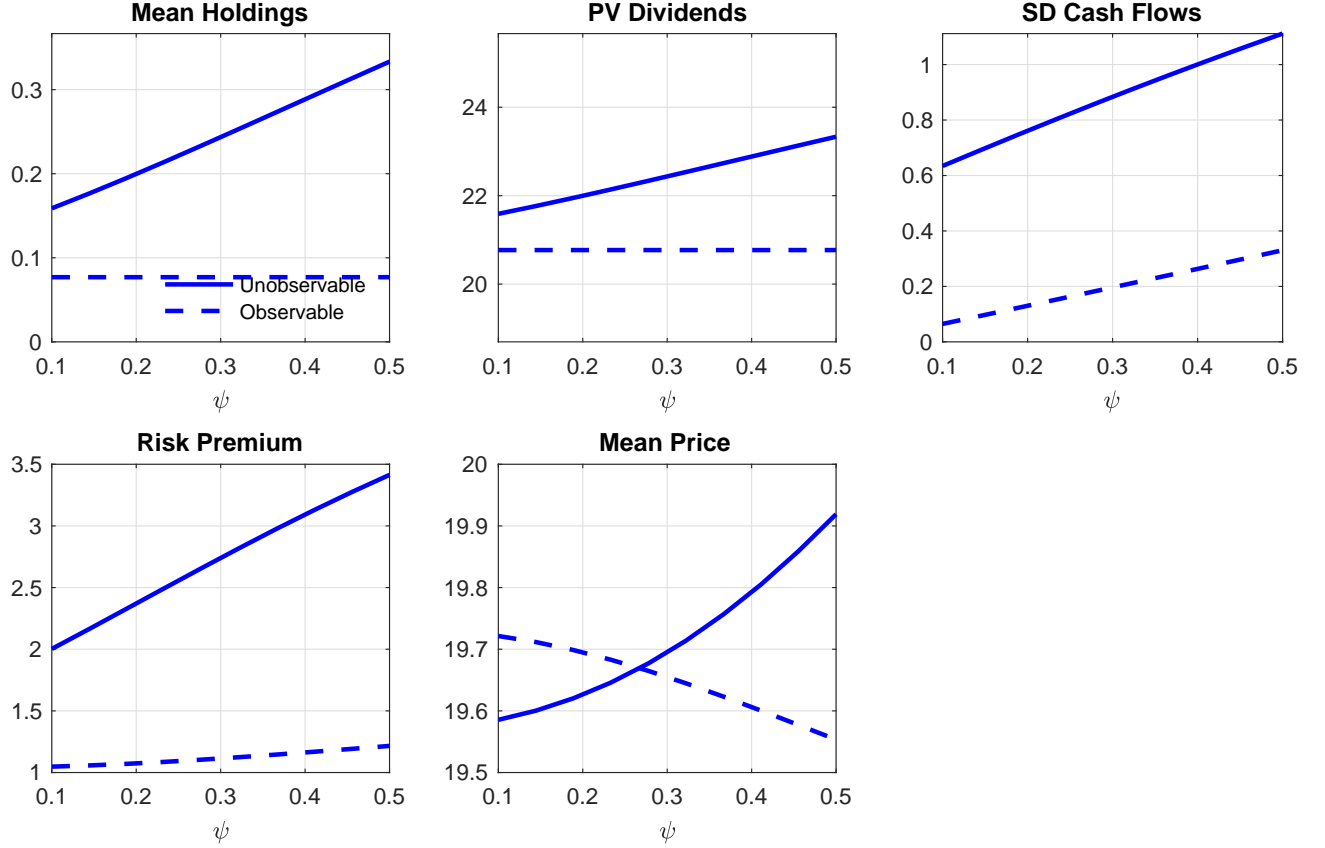 Mean Holdings
0.3
0.2
0.1
0
0.1 0.2 0.3 0.4 0.5
ψ
Unobservable
Observable
PV Dividends
24
22
20
0.1 0.2 0.3 0.4 0.5
ψ
SD Cash Flows
1
0.8
0.6
0.4
0.2
0
0.1 0.2 0.3 0.4 0.5
ψ
Risk Premium
3.5
3
2.5
2
1.5
1
0.1 0.2 0.3 0.4 0.5
ψ
Mean Price
20
19.9
19.8
19.7
19.6
19.5
0.1 0.2 0.3 0.4 0.5
ψ